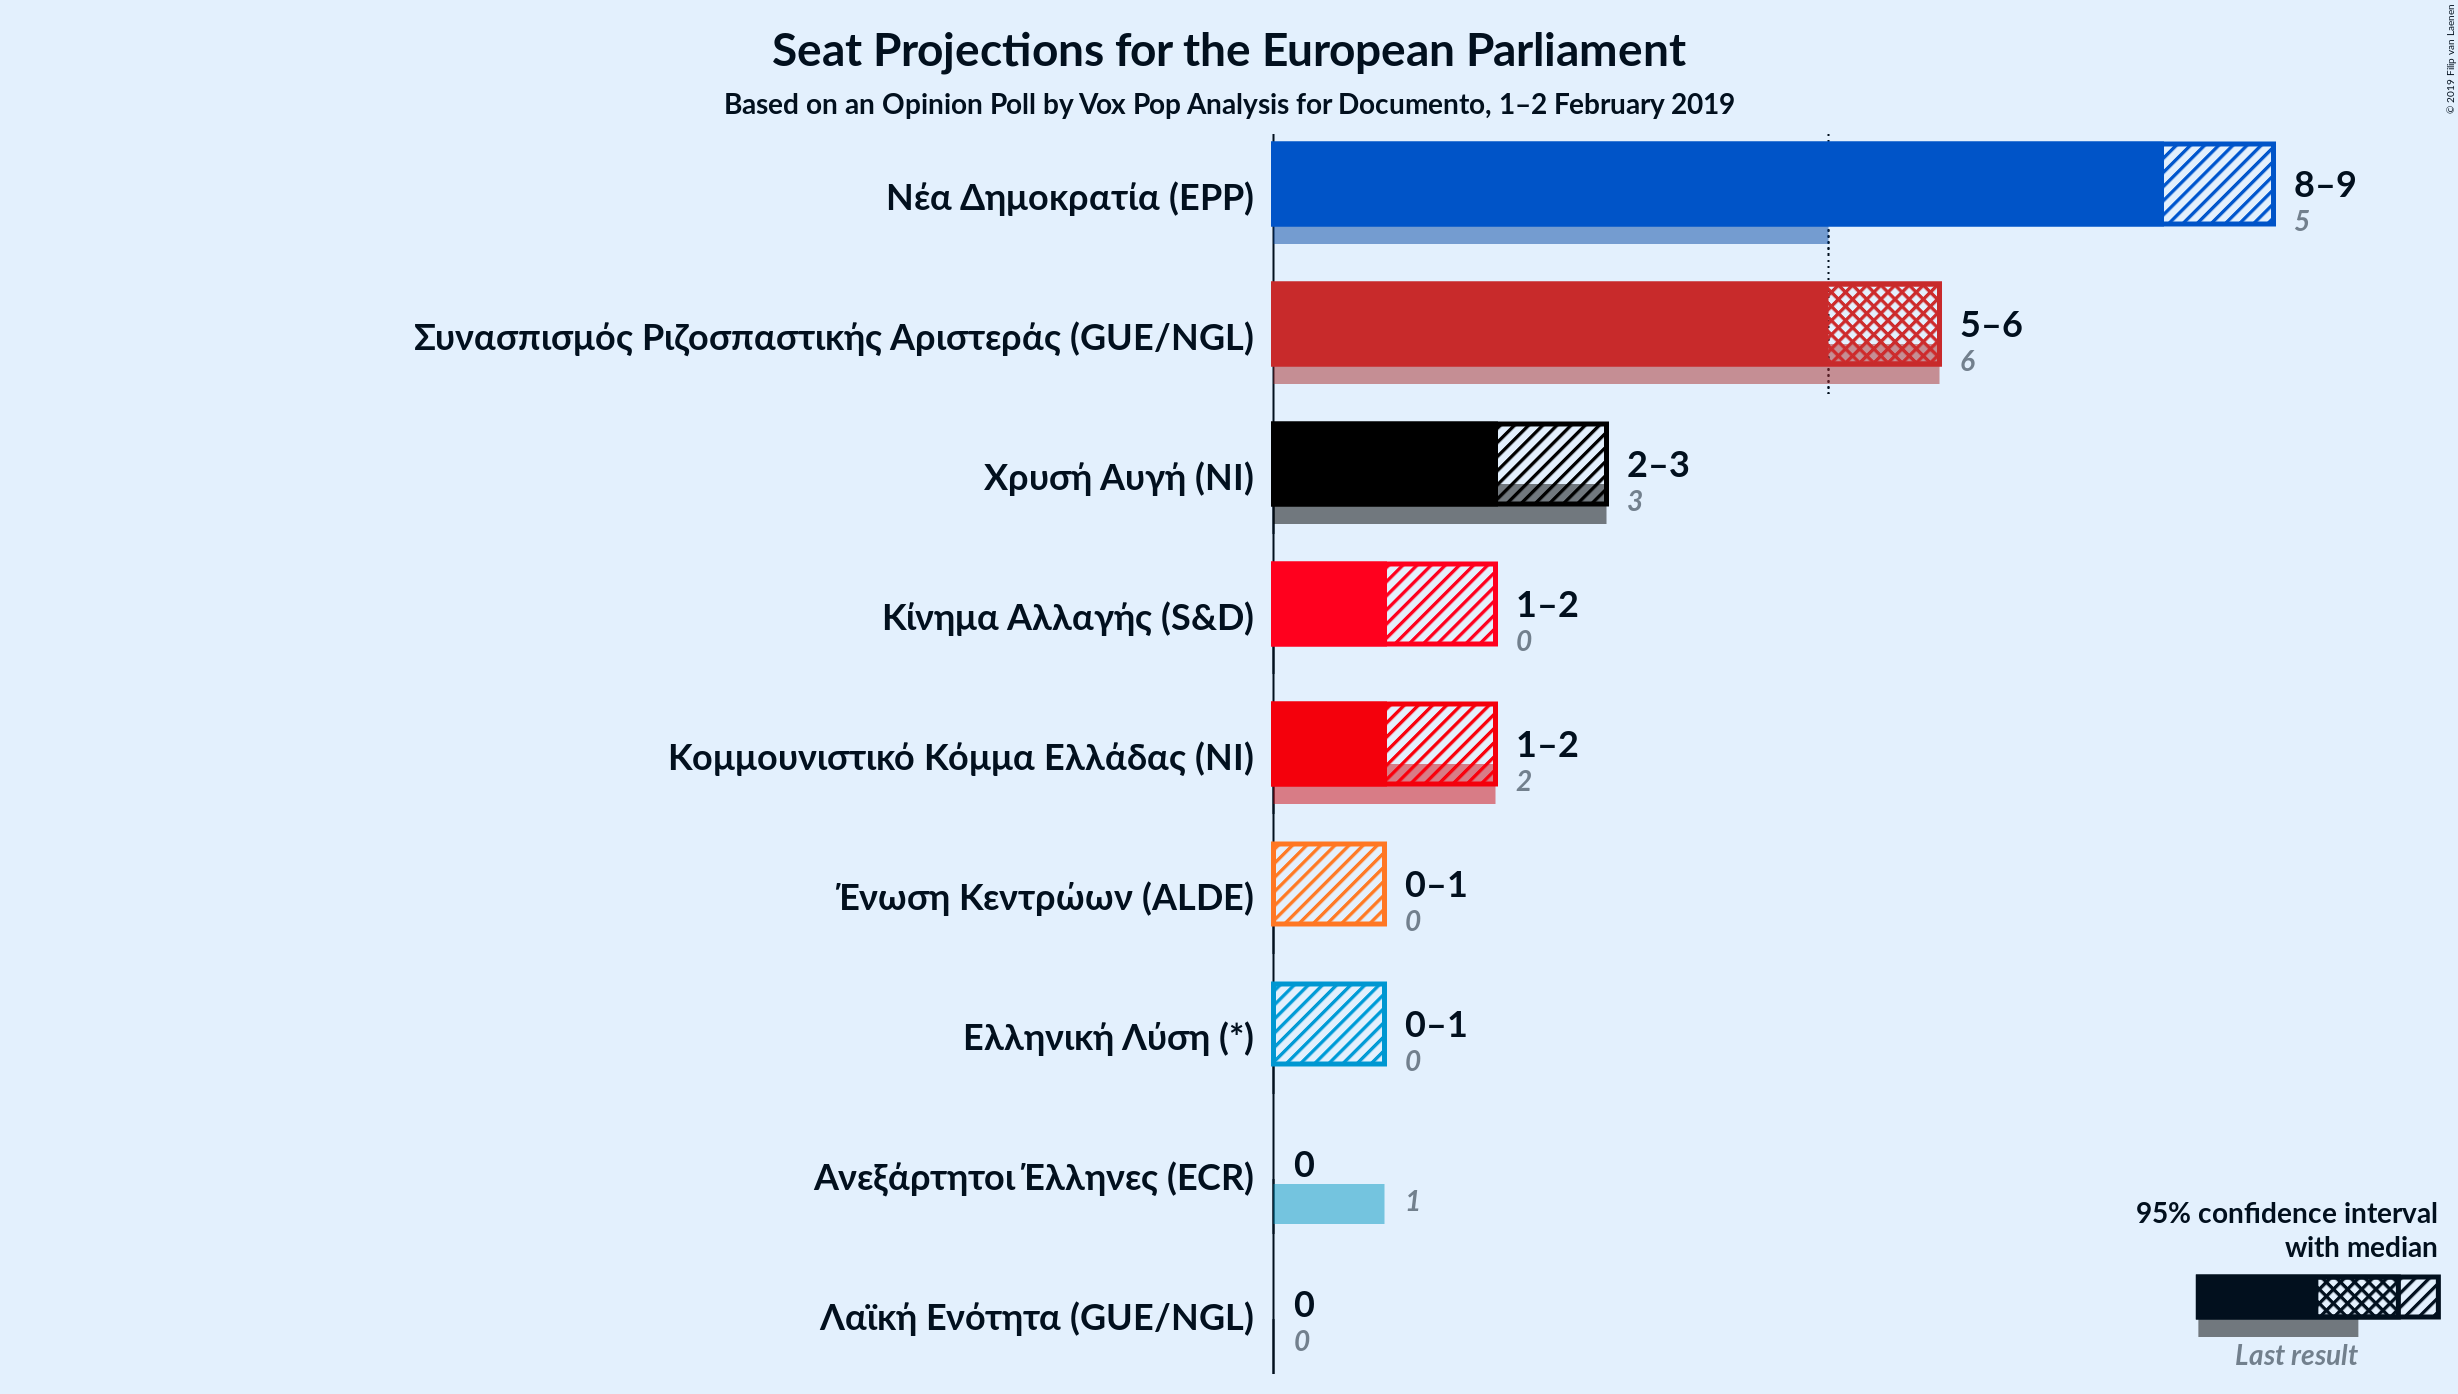 Seat Projections for the European Parliament
Based on an Opinion Poll by Vox Pop Analysis for Documento, 1–2 February 2019
© 2019 Filip van Laenen
Νέα Δημοκρατία (EPP)
8–9
5
Συνασπισμός Ριζοσπαστικής Αριστεράς (GUE/NGL)
5–6
6
Χρυσή Αυγή (NI)
2–3
3
Κίνημα Αλλαγής (S&D)
1–2
0
Κομμουνιστικό Κόμμα Ελλάδας (NI)
1–2
2
Ένωση Κεντρώων (ALDE)
0–1
0
Ελληνική Λύση (*)
0–1
0
Ανεξάρτητοι Έλληνες (ECR)
0
1
Λαϊκή Ενότητα (GUE/NGL)
0
0
95% confidence interval
with median
Last result